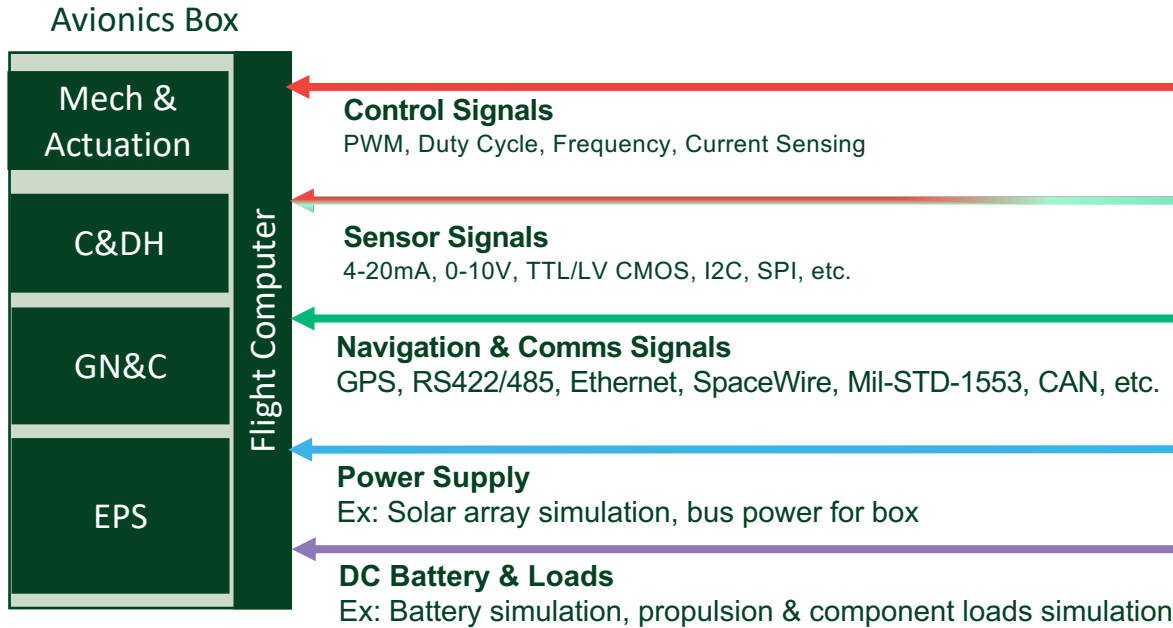 Avionics Box
Mech &
Actuation
C&DH
GN&C
EPS
Flight Computer
Control Signals
PWM, Duty Cycle, Frequency, Current Sensing
Sensor Signals
4-20mA, 0-10V, TTL/LV CMOS, I2C, SPI, etc.
Navigation & Comms Signals
GPS, RS422/485, Ethernet, SpaceWire, Mil-STD-1553, CAN, etc.
Power Supply
Ex: Solar array simulation, bus power for box
DC Battery & Loads
Ex: Battery simulation, propulsion & component loads simulation